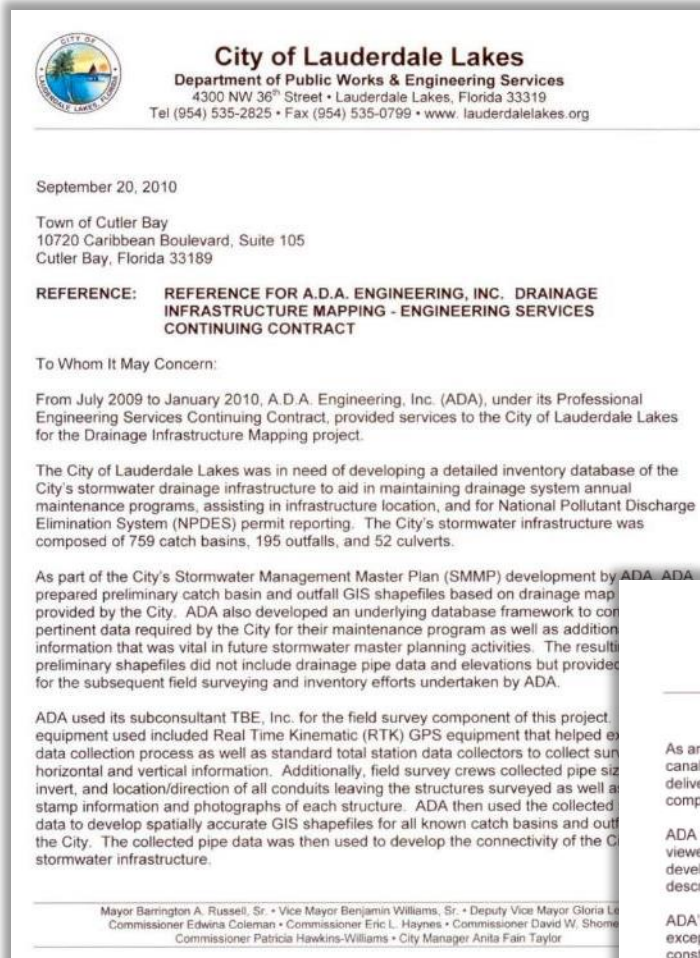 CITY OF
LAUDERDALE LAKES, FLORIDA
City of Lauderdale Lakes
Department of Public Works & Engineering Services
4300 NW 36th Street • Lauderdale Lakes, Florida 33319
Tel (954) 535-2825 • Fax (954) 535-0799 • www. lauderdalelakes.org
September 20, 2010
Town of Cutler Bay
10720 Caribbean Boulevard, Suite 105
Cutler Bay, Florida 33189
REFERENCE: REFERENCE FOR A.D.A. ENGINEERING, INC. DRAINAGE
INFRASTRUCTURE MAPPING - ENGINEERING SERVICES
CONTINUING CONTRACT
To Whom It May Concern:
From July 2009 to January 2010, A.D.A. Engineering, Inc. (ADA), under its Professional
Engineering Services Continuing Contract, provided services to the City of Lauderdale Lakes
for the Drainage Infrastructure Mapping project.
The City of Lauderdale Lakes was in need of developing a detailed inventory database of the
City's stormwater drainage infrastructure to aid in maintaining drainage system annual
maintenance programs, assisting in infrastructure location, and for National Pollutant Discharge
Elimination System (NPDES) permit reporting. The City's stormwater infrastructure was
composed of 759 catch basins, 195 outfalls, and 52 culverts.
As part of the City's Stormwater Management Master Plan (SMMP) development by ADA, ADA
prepared preliminary catch basin and outfall GIS shapefiles based on drainage map
provided by the City. ADA also developed an underlying database framework to
pertinent data required by the City for their maintenance program as well as
information that was vital in future stormwater master planning activities. The
preliminary shapefiles did not include drainage pipe data and elevations but provided
for the subsequent field surveying and inventory efforts undertaken by ADA.
ADA used its subconsultant TBE, Inc. for the field survey component of this project.
equipment used included Real Time Kinematic (RTK) GPS equipment that helped
data collection process as well as standard total station data collectors to collect
horizontal and vertical information. Additionally, field survey crews collected pipe
invert, and location/direction of all conduits leaving the structures surveyed as well
stamp information and photographs of each structure. ADA then used the collected
data to develop spatially accurate GIS shapefiles for all known catch basins and
the City. The collected pipe data was then used to develop the connectivity of the
stormwater infrastructure.
Mayor Barrington A. Russell, Sr. • Vice Mayor Benjamin Williams, Sr. • Deputy Vice Mayor Gloria
Commissioner Edwina Coleman • Commissioner Eric L. Haynes • Commissioner David W.
Commissioner Patricia Hawkins-Williams • City Manager Anita Fain Taylor
As
ADA